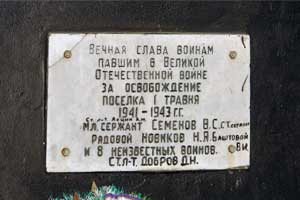 Вечная слава воинам
павшим в Великой
Отечественной войне
за освобождение
поселка 1 травня
1941-1943 гг.
мл. сержант Семенов В.С.
Рядовой Новиков Н.Я. Баштовой
В.И
и 8 неизвестных воинов.
ст.л-т Добров Д.Н.